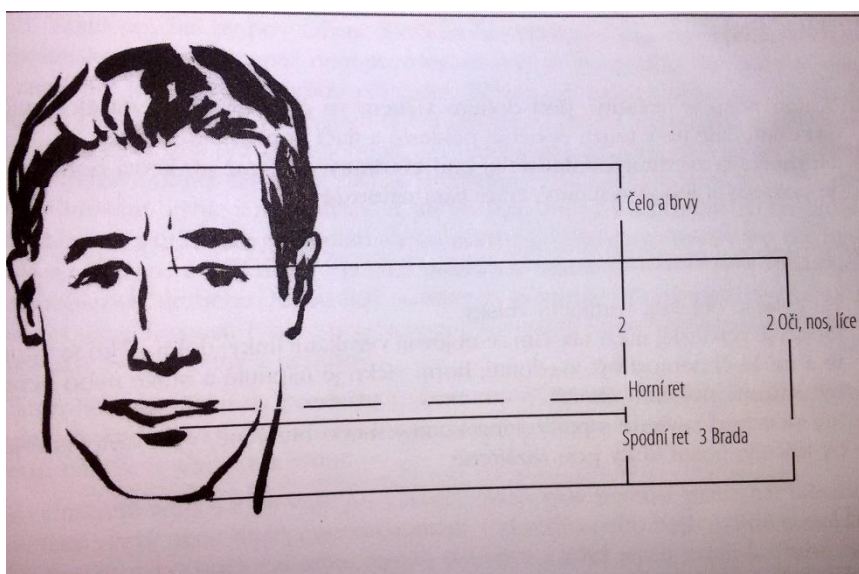 1 Čelo a brvy
2
2 Oči, nos, líce
Horní ret
Spodní ret 3 Brada